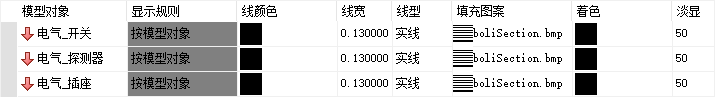 模型对象 显示规则 线颜色 线宽 线型 填充图案 着色 淡显
电气_开关 按模型对象 0.130000 实线 boliSection.bmp 50
电气_探测器 按模型对象 0.130000 实线 boliSection.bmp 50
电气_插座 按模型对象 0.130000 实线 boliSection.bmp 50